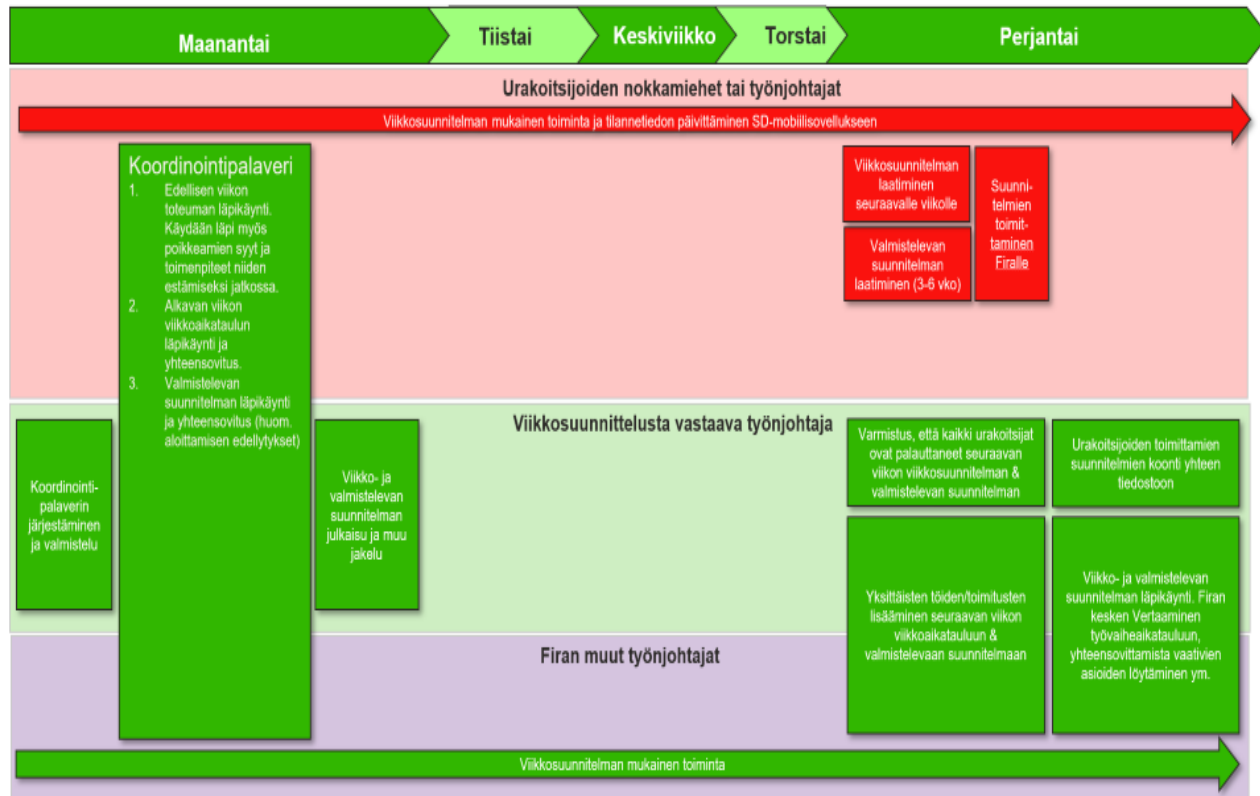 Maanantai
Tiistai
Keskiviikko
Torstai
Perjantai
Urakoitsijoiden nokkamiehet tai työnjohtajat
Viikkosuunnitelman mukainen toiminta ja tilannetiedon päivittäminen SD-mobiilisovellukseen
Koordinointipalaveri
1. Edellisen viikon
toteuman läpikäynti.
Käydään läpi myös
poikkeamien syyt ja
toimenpiteet niiden
estämiseksi jatkossa.
2. Alkavan viikon
viikkoaikataulun
läpikäynti ja
yhteensovitus.
3. Valmistelevan
suunnitelman läpikäynti
ja yhteensovitus (huom.
aloittamisen edellytykset)
Viikkosuunnitelman
laatiminen
seuraavalle viikolle
Valmistelevan
suunnitelman
laatiminen (3-6 vko)
Suunni-
telmien
toimit-
taminen
Firalle
Viikkosuunnittelusta vastaava työnjohtaja
Koordinointi-
palaverin
järjestäminen
ja valmistelu
Viikko- ja
valmistelevan
suunnitelman
julkaisu ja muu
jakelu
Varmistus, että kaikki urakoitsijat
ovat palauttaneet seuraavan
viikon viikkosuunnitelman &
valmistelevan suunnitelman
Urakoitsijoiden toimittamien
suunnitelmien koonti yhteen
tiedostoon
Yksittäisten töiden/toimitusten
lisääminen seuraavan viikon
viikkoaikatauluun &
valmistelevaan suunnitelmaan
Viikko- ja valmistelevan
suunnitelman läpikäynti. Firan
kesken Vertaaminen
työvaiheaikatauluun,
yhteensovittamista vaativien
asioiden löytäminen ym.
Firan muut työnjohtajat
Viikkosuunnitelman mukainen toiminta